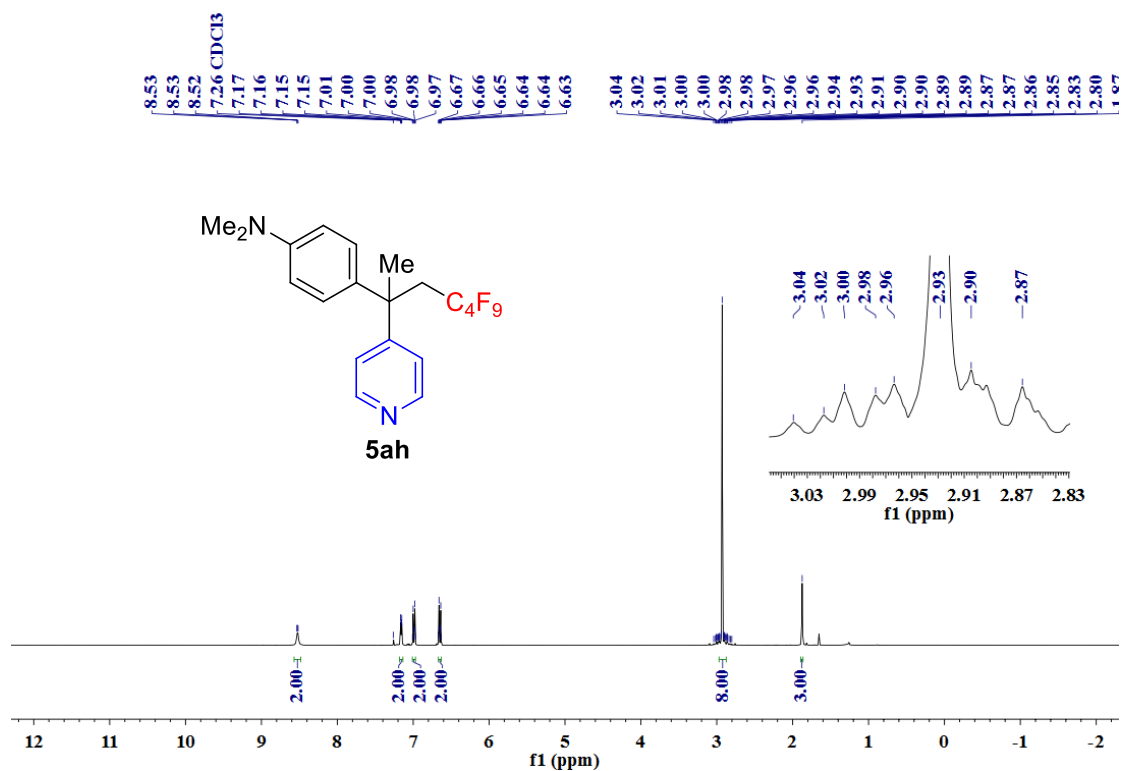 8.53 8.53 8.52 7.26 CDCl3 7.17 7.16 7.15 7.15 7.01 7.00 7.00 6.98 6.98 6.97 6.67 6.66 6.65 6.64 6.64 6.63
3.04 3.02 3.01 3.00 3.00 2.98 2.98 2.97 2.96 2.96 2.94 2.93 2.91 2.90 2.90 2.89 2.89 2.87 2.87 2.86 2.85 2.83 2.80 1.87
Me2N
Me
C4F9
N
5ah
3.04 3.02 3.00 2.98 2.96 2.93 2.90 2.87
3.03 2.99 2.95 2.91 2.87 2.83
f1 (ppm)
2.00 2.00 2.00 2.00 8.00 3.00
12 11 10 9 8 7 6 5 4 3 2 1 0 -1 -2
f1 (ppm)